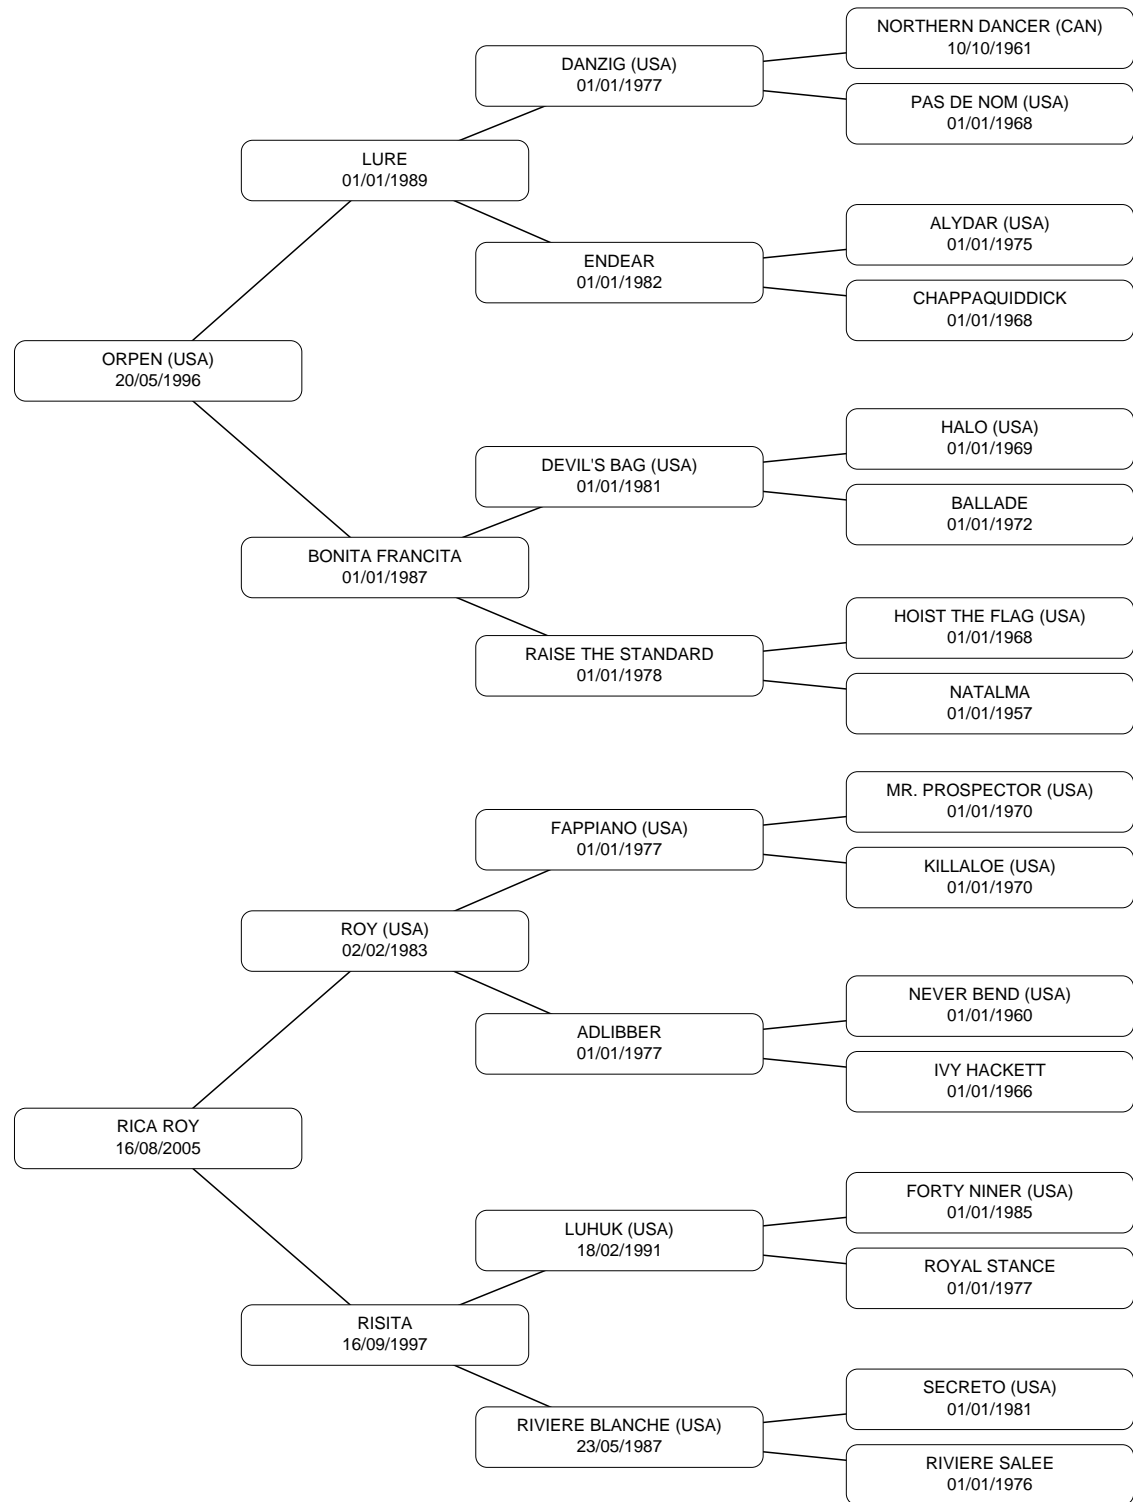 NORTHERN DANCER (CAN)
10/10/1961
DANZIG (USA)
01/01/1977
PAS DE NOM (USA)
01/01/1968
LURE
01/01/1989
ALYDAR (USA)
01/01/1975
ENDEAR
01/01/1982
CHAPPAQUIDDICK
01/01/1968
ORPEN (USA)
20/05/1996
HALO (USA)
01/01/1969
DEVIL'S BAG (USA)
01/01/1981
BALLADE
01/01/1972
BONITA FRANCITA
01/01/1987
HOIST THE FLAG (USA)
01/01/1968
RAISE THE STANDARD
01/01/1978
NATALMA
01/01/1957
MR. PROSPECTOR (USA)
01/01/1970
FAPPIANO (USA)
01/01/1977
KILLALOE (USA)
01/01/1970
ROY (USA)
02/02/1983
NEVER BEND (USA)
01/01/1960
ADLIBBER
01/01/1977
IVY HACKETT
01/01/1966
RICA ROY
16/08/2005
FORTY NINER (USA)
01/01/1985
LUHUK (USA)
18/02/1991
ROYAL STANCE
01/01/1977
RISITA
16/09/1997
SECRETO (USA)
01/01/1981
RIVIERE BLANCHE (USA)
23/05/1987
RIVIERE SALEE
01/01/1976